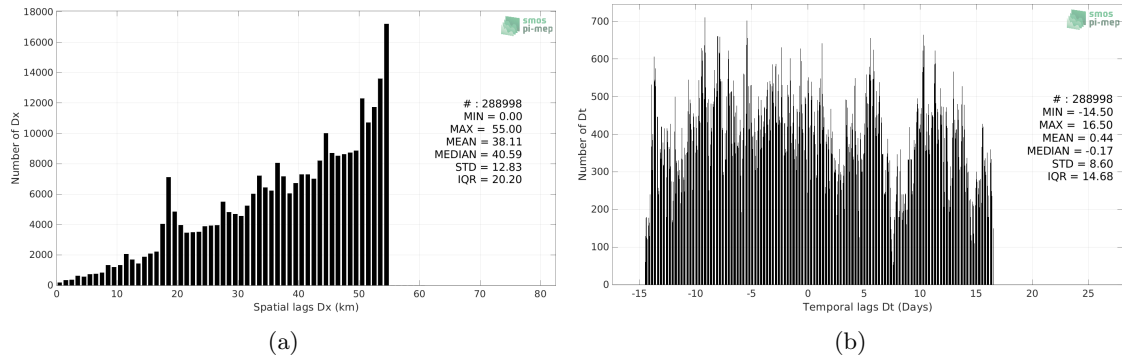 18000
16000
14000
12000
10000
8000
6000
4000
2000
0
Number of Dx
0 10 20 30 40 50 60 70 80
Spatial lags Dx (km)
smos
pi-mep
# : 288998
MIN = 0.00
MAX = 55.00
MEAN = 38.11
MEDIAN = 40.59
STD = 12.83
IQR = 20.20
(a)
700
600
500
400
300
200
100
0
Number of Dt
-15 -10 -5 0 5 10 15 20 25
Temporal lags Dt (Days)
smos
pi-mep
# : 288998
MIN = -14.50
MAX = 16.50
MEAN = 0.44
MEDIAN = -0.17
STD = 8.60
IQR = 14.68
(b)